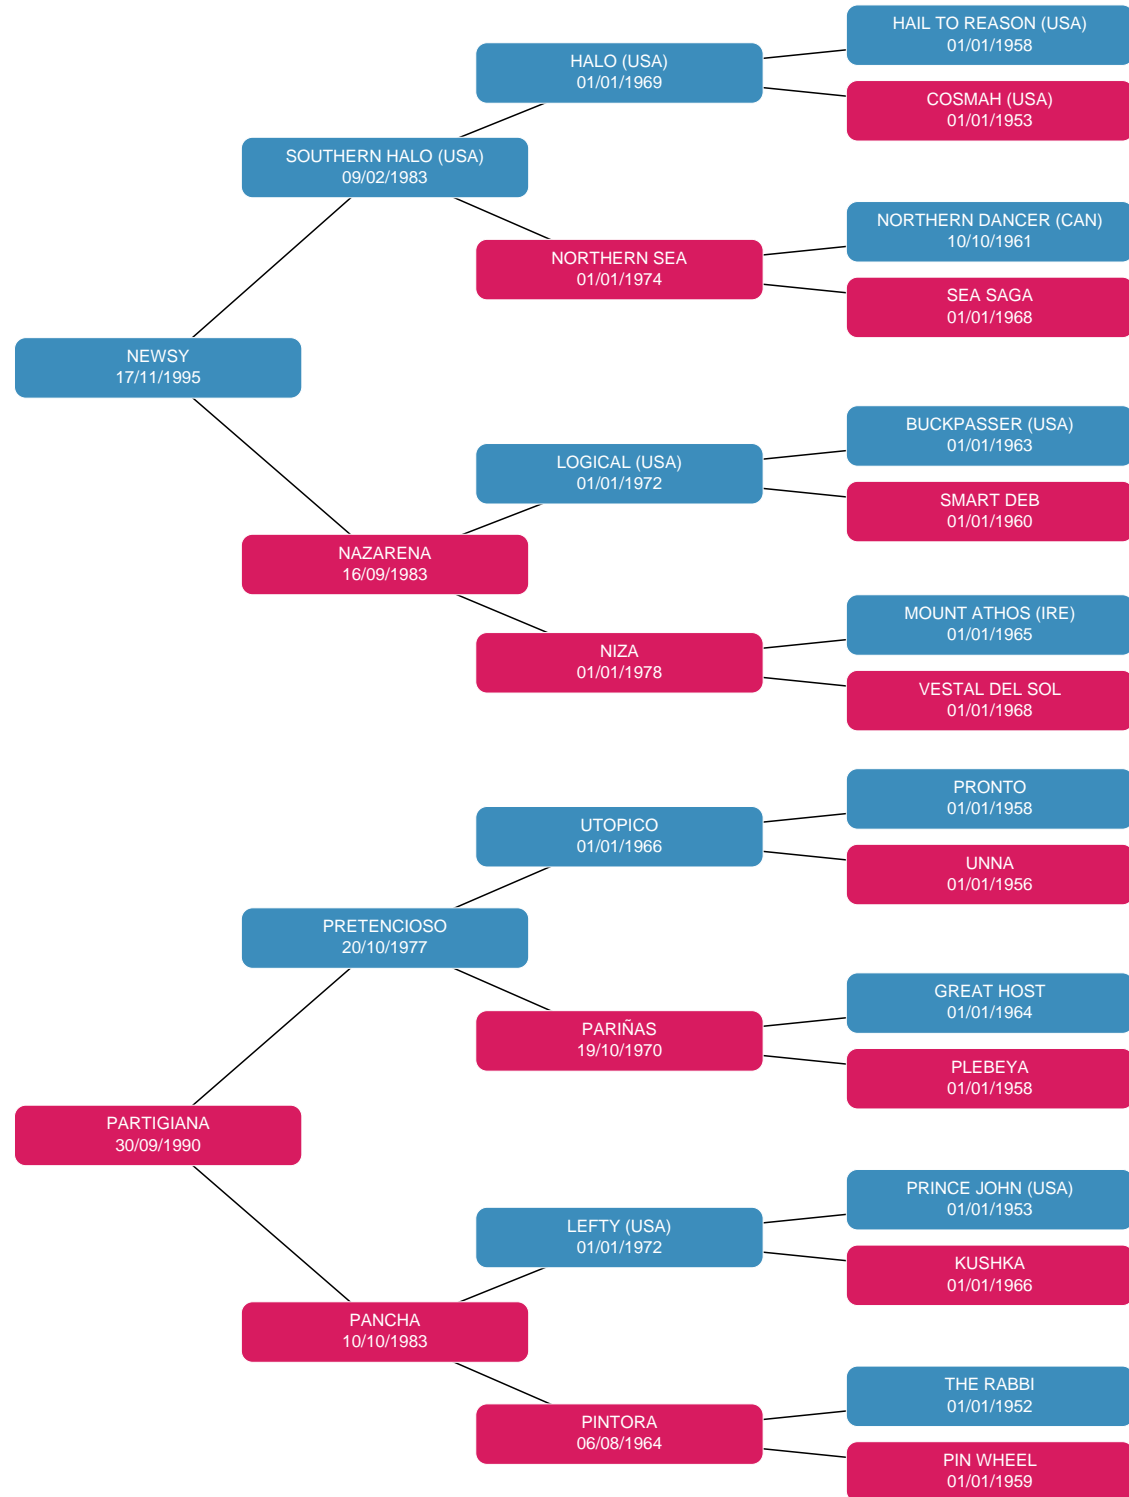 HAIL TO REASON (USA)
01/01/1958
HALO (USA)
01/01/1969
COSMAH (USA)
01/01/1953
SOUTHERN HALO (USA)
09/02/1983
NORTHERN DANCER (CAN)
10/10/1961
NORTHERN SEA
01/01/1974
SEA SAGA
01/01/1968
NEWSY
17/11/1995
BUCKPASSER (USA)
01/01/1963
LOGICAL (USA)
01/01/1972
SMART DEB
01/01/1960
NAZARENA
16/09/1983
MOUNT ATHOS (IRE)
01/01/1965
NIZA
01/01/1978
VESTAL DEL SOL
01/01/1968
PRONTO
01/01/1958
UTOPICO
01/01/1966
UNNA
01/01/1956
PRETENCIOSO
20/10/1977
GREAT HOST
01/01/1964
PARIÑAS
19/10/1970
PLEBEYA
01/01/1958
PARTIGIANA
30/09/1990
PRINCE JOHN (USA)
01/01/1953
LEFTY (USA)
01/01/1972
KUSHKA
01/01/1966
PANCHA
10/10/1983
THE RABBI
01/01/1952
PINTORA
06/08/1964
PIN WHEEL
01/01/1959